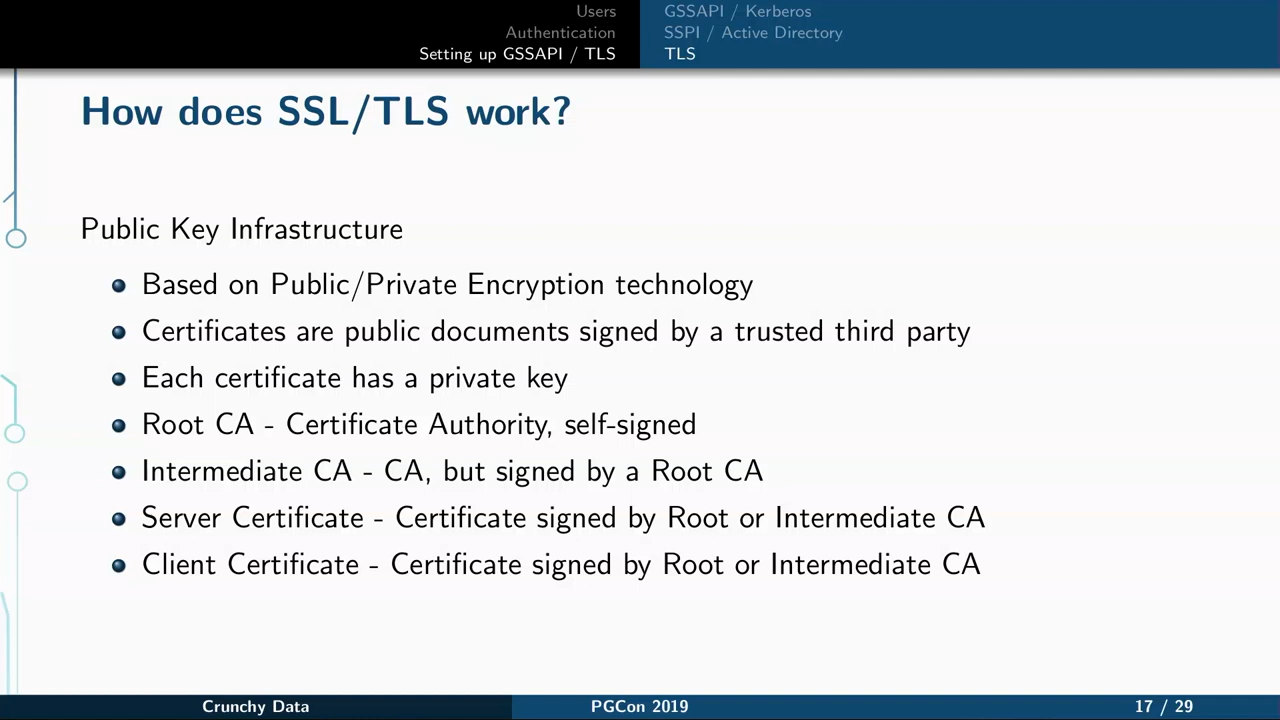 Users
Authentication
Setting up GSSAPI / TLS
GSSAPI / Kerberos
SSPI / Active Directory
TLS
How does SSL/TLS work?
Public Key Infrastructure
Based on Public/Private Encryption technology
Certificates are public documents signed by a trusted third party
Each certificate has a private key
Root CA - Certificate Authority, self-signed
Intermediate CA - CA, but signed by a Root CA
Server Certificate - Certificate signed by Root or Intermediate CA
Client Certificate - Certificate signed by Root or Intermediate CA
Crunchy Data
PGCon 2019
17 / 29